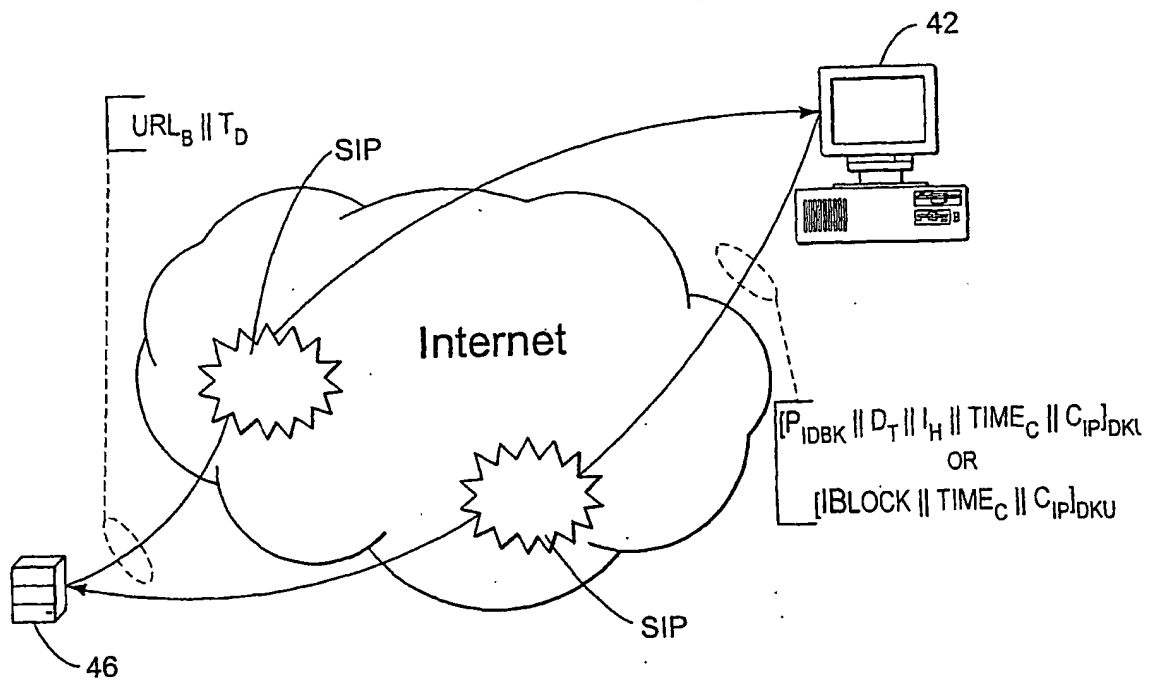 42
URL_B || T_D
SIP
Internet
[P_IDBK || D_T || I_H || TIME_C || C_IP]_DKU
OR
[IBLOCK || TIME_C || C_IP]_DKU
SIP
46